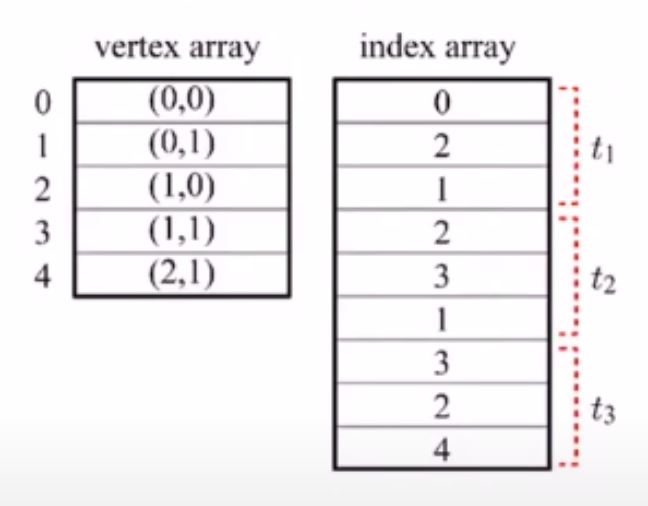 vertex array
0 (0,0)
1 (0,1)
2 (1,0)
3 (1,1)
4 (2,1)
index array
0
2
1
t1
2
3
1
t2
3
2
4
t3